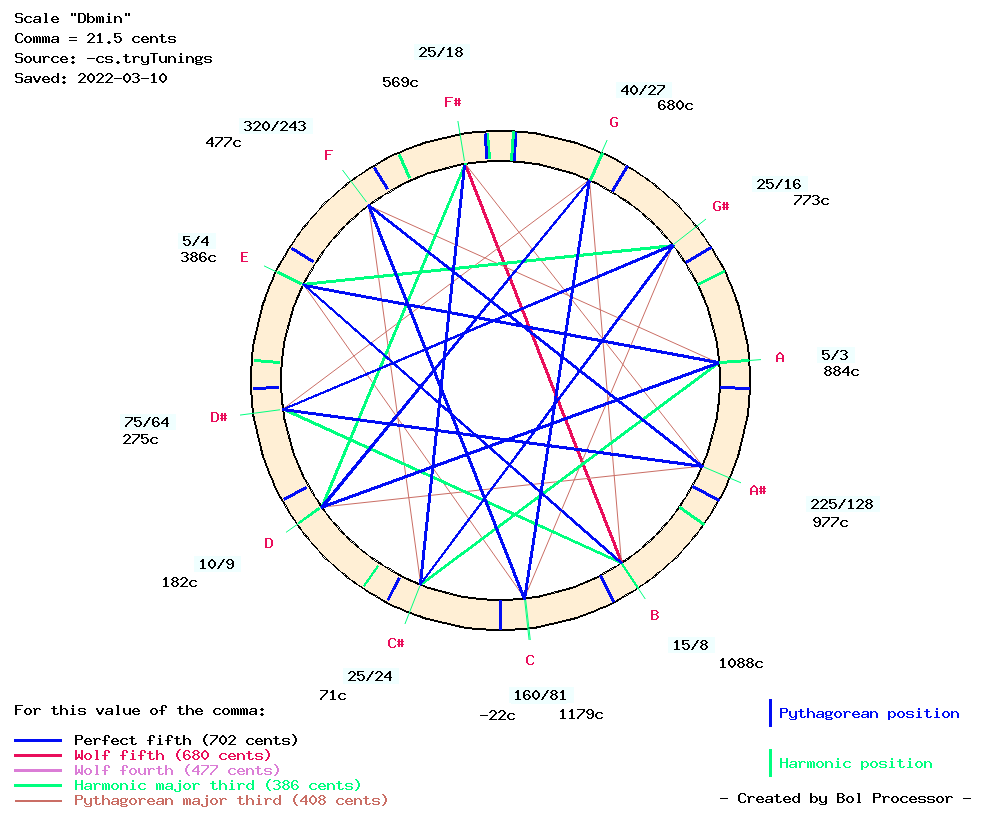 Scale "Dbmin"
Comma = 21.5 cents
Source: -cs.tryTunings
Saved: 2022-03-10
25/18
569c
F#
40/27
680c
G
320/243
477c
F
25/16
773c
G#
5/4
386c
E
5/3
884c
A
75/64
275c
D#
225/128
977c
A#
10/9
182c
D
15/8
1088c
B
25/24
71c
C#
160/81
-22c
1179c
C
For this value of the comma:
Perfect fifth (702 cents)
Wolf fifth (680 cents)
Wolf fourth (477 cents)
Harmonic major third (386 cents)
Pythagorean major third (408 cents)
Pythagorean position
Harmonic position
- Created by Bol Processor -